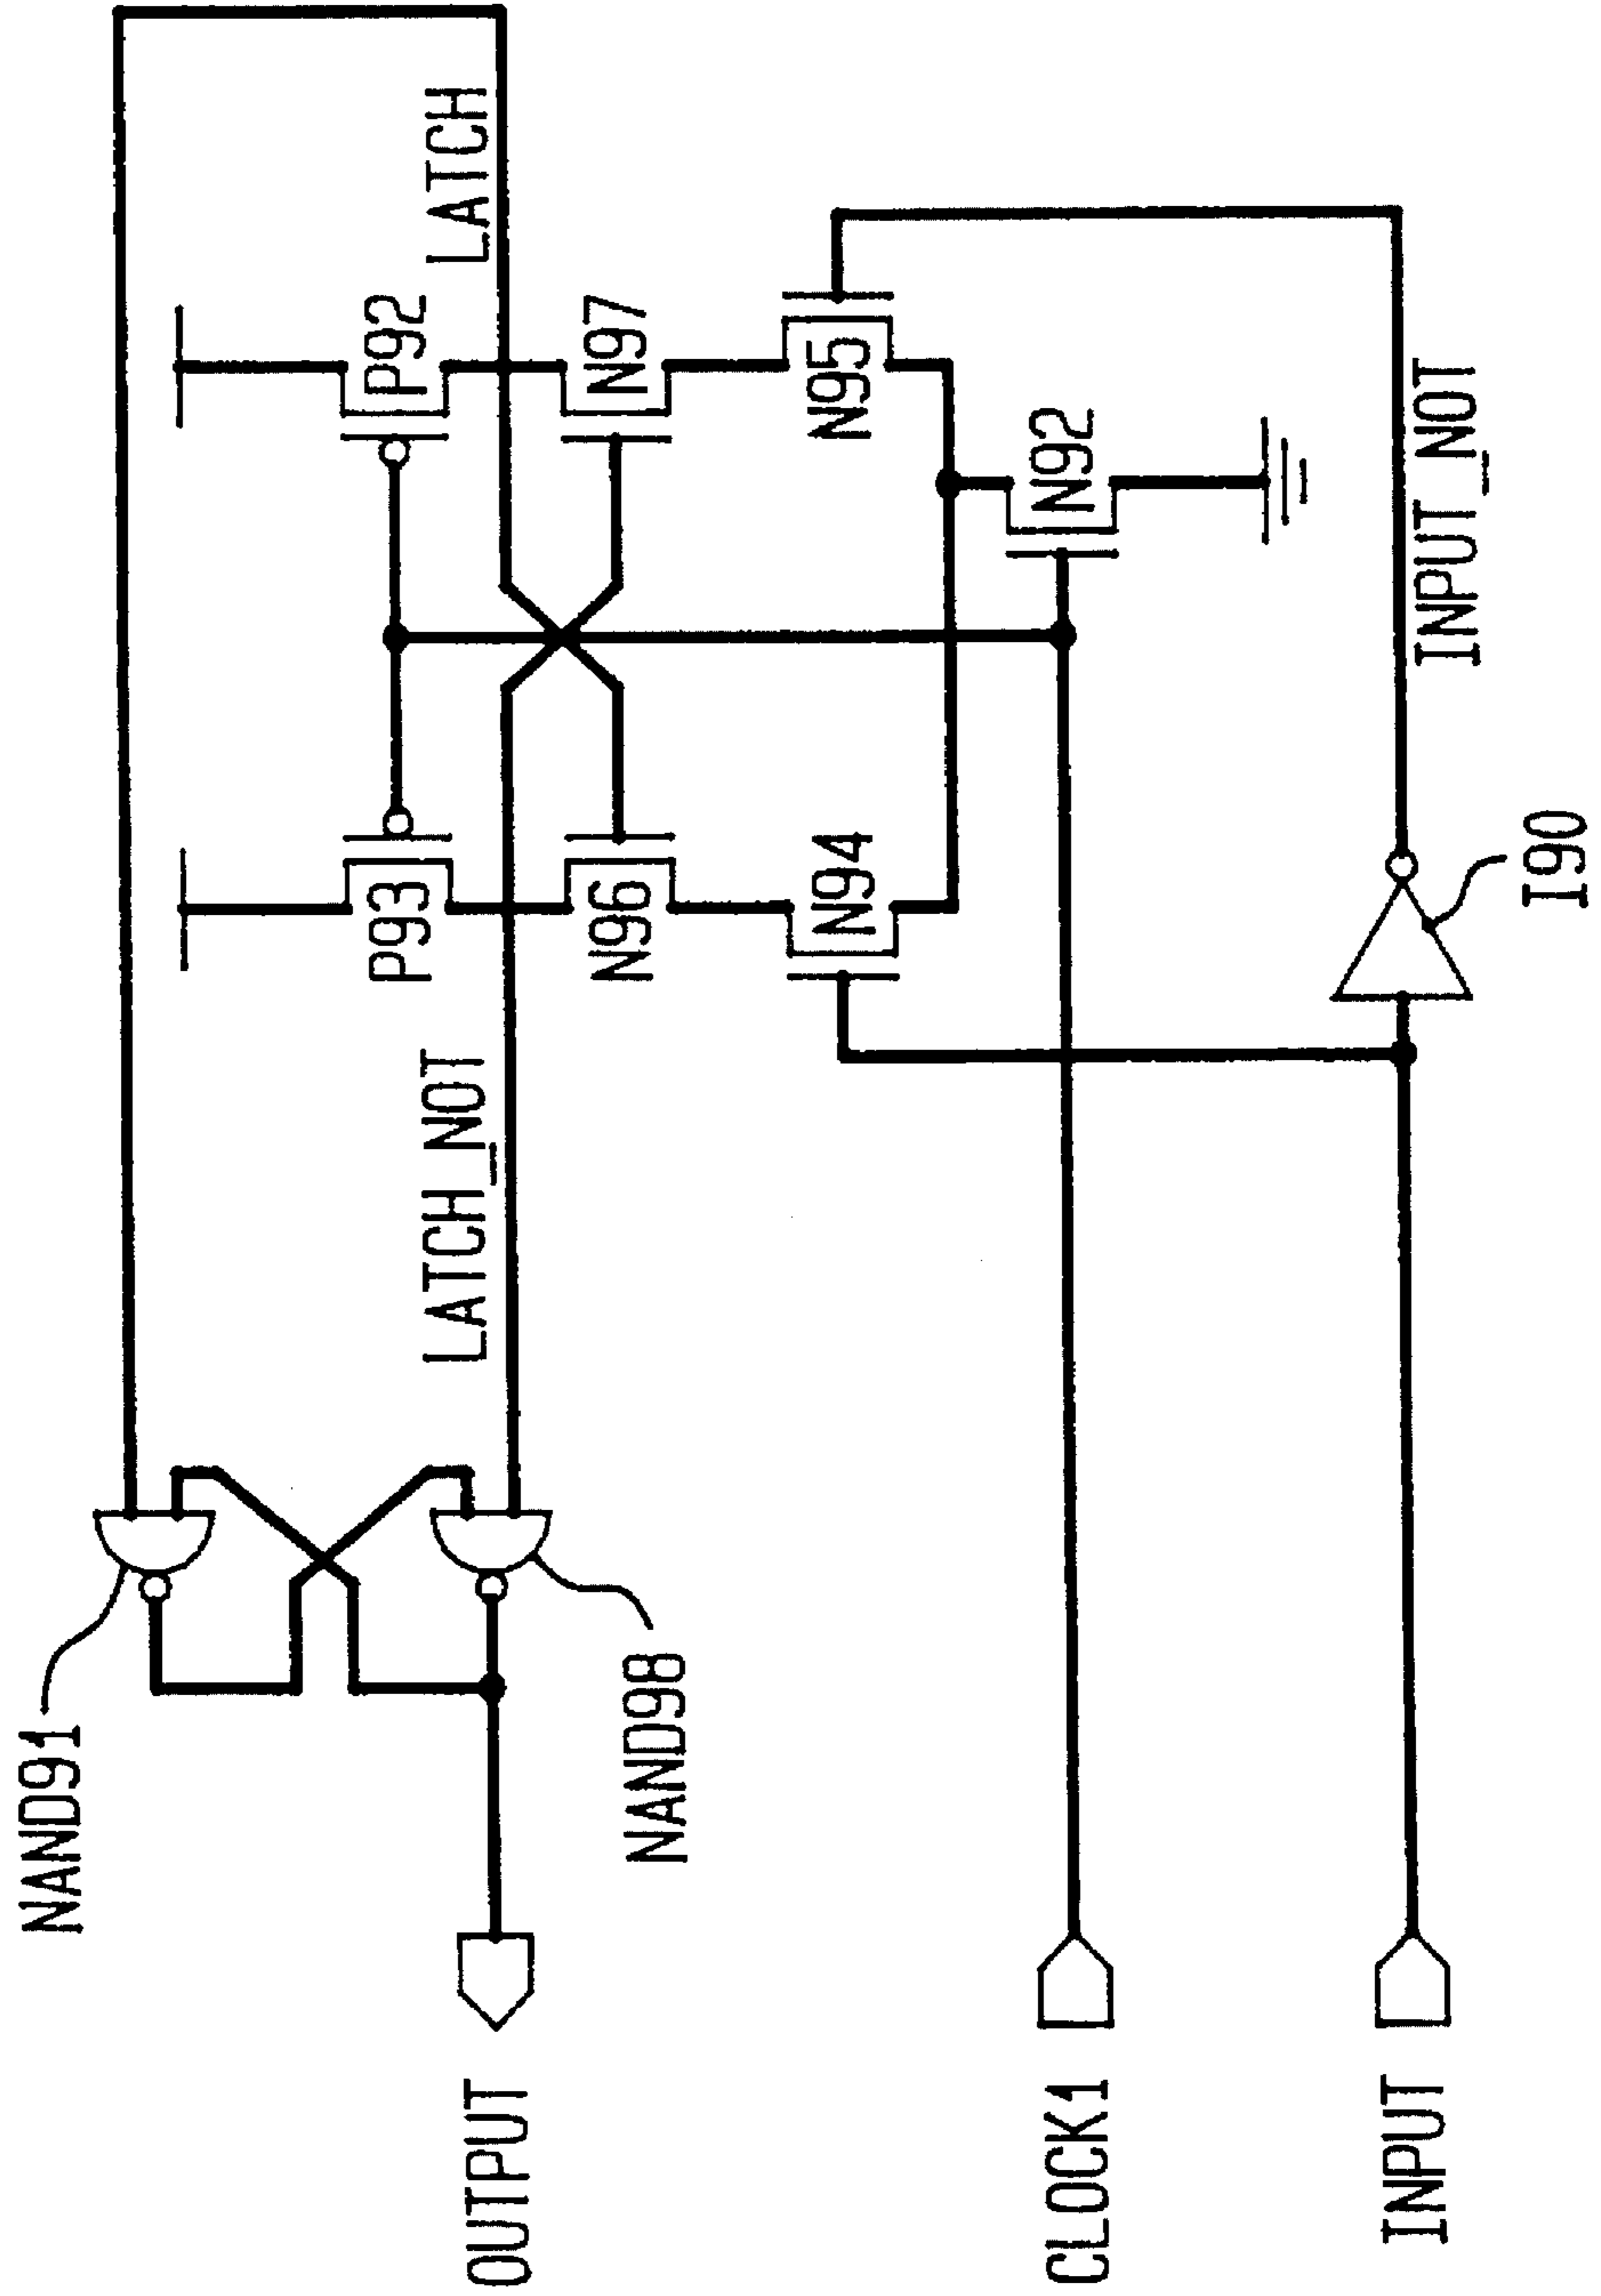 NAND91
LATCH
P92
P93
LATCH_NOT
OUTPUT
NAND98
N97
N96
N95
N94
N92
CLOCK1
INPUT_NOT
INPUT
I90